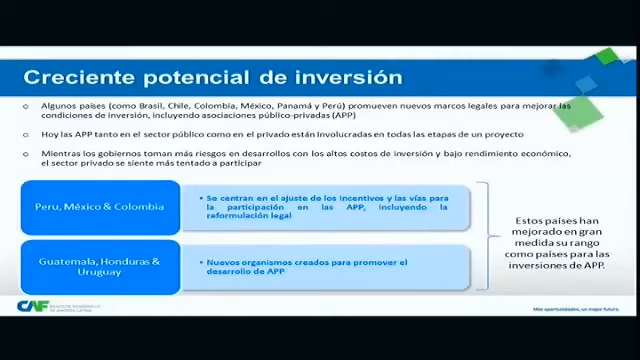 Creciente potencial de inversión
Algunos países (como Brasil, Chile, Colombia, México, Panamá y Perú) promueven nuevos marcos legales para mejorar las
condiciones de inversión, incluyendo asociaciones público-privadas (APP)
Hoy las APP tanto en el sector público como en el privado están Involucradas en todas las etapas de un proyecto
Mientras los gobiernos toman más riesgos en desarrollos con los altos costos de inversión y bajo rendimiento económico,
el sector privado se siente más tentado a participar
Peru, México & Colombia
• Se centran en el ajuste de los incentivos y las vías para
la participación en las APP, incluyendo la
reformulación legal
Guatemala, Honduras &
Uruguay
• Nuevos organismos creados para promover el
desarrollo de APP
Estos países han
mejorado en gran
medida su rango
como países para las
inversiones de APP.
CAF
BANCO DE DESARROLLO
DE AMÉRICA LATINA
Más oportunidades, un mejor futuro.